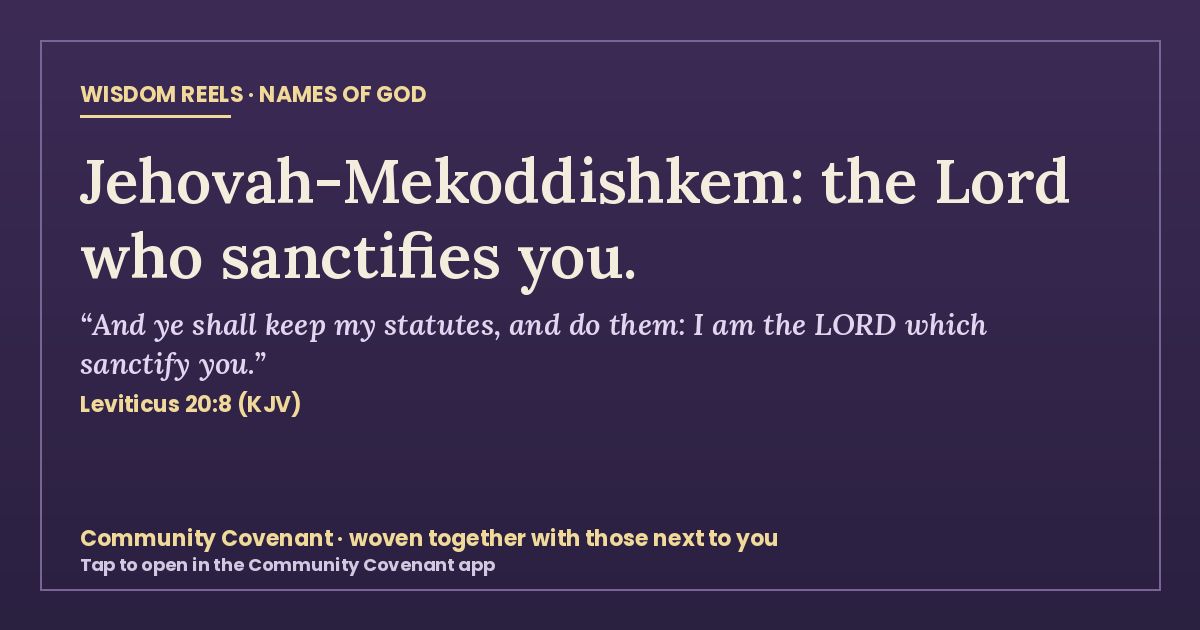 WISDOM REELS · NAMES OF GOD
Jehovah-Mekoddishkem: the Lord
who sanctifies you.
“And ye shall keep my statutes, and do them: I am the LORD which
sanctify you.”
Leviticus 20:8 (KJV)
Community Covenant · woven together with those next to you
Tap to open in the Community Covenant app